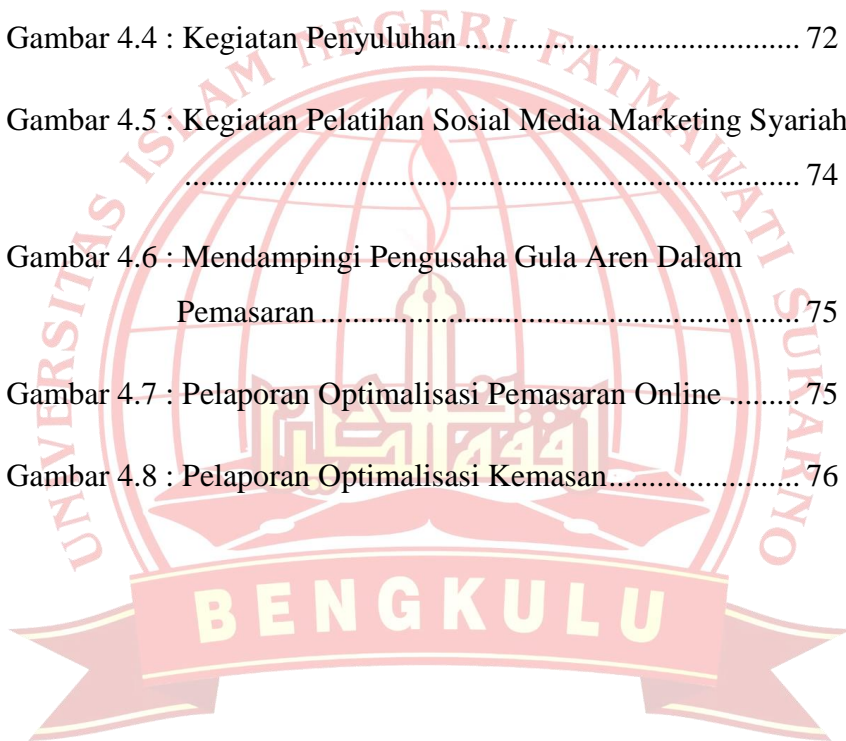 Gambar 4.4 : Kegiatan Penyuluhan ........................................ 72
Gambar 4.5 : Kegiatan Pelatihan Sosial Media Marketing Syariah
.......................................................................... 74
Gambar 4.6 : Mendampingi Pengusaha Gula Aren Dalam
Pemasaran ......................................................... 75
Gambar 4.7 : Pelaporan Optimalisasi Pemasaran Online ......... 75
Gambar 4.8 : Pelaporan Optimalisasi Kemasan....................... 76
UNIVERSITAS ISLAM NEGERI FATMAWATI SUKARNO
BENGKULU